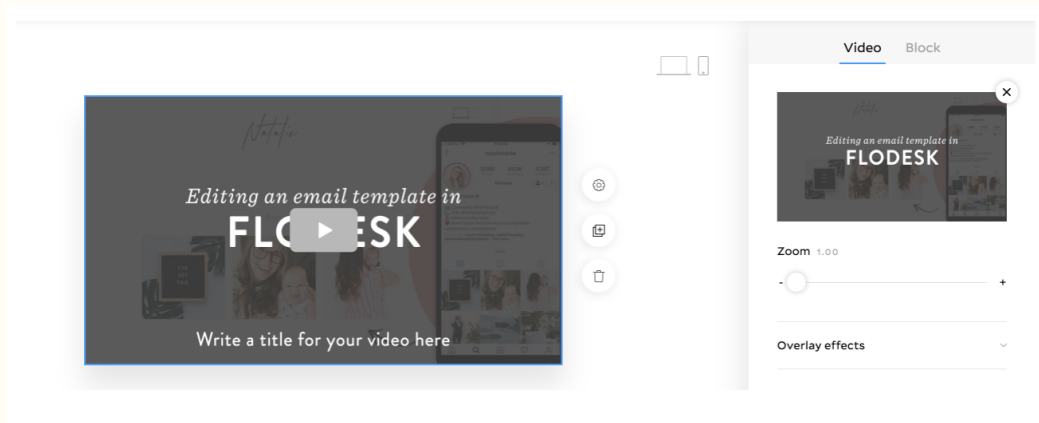 Video Block
Natalie
Editing an email template in
FLODESK
Write a title for your video here
Editing an email template in
FLODESK
Zoom 1.00
- +
Overlay effects